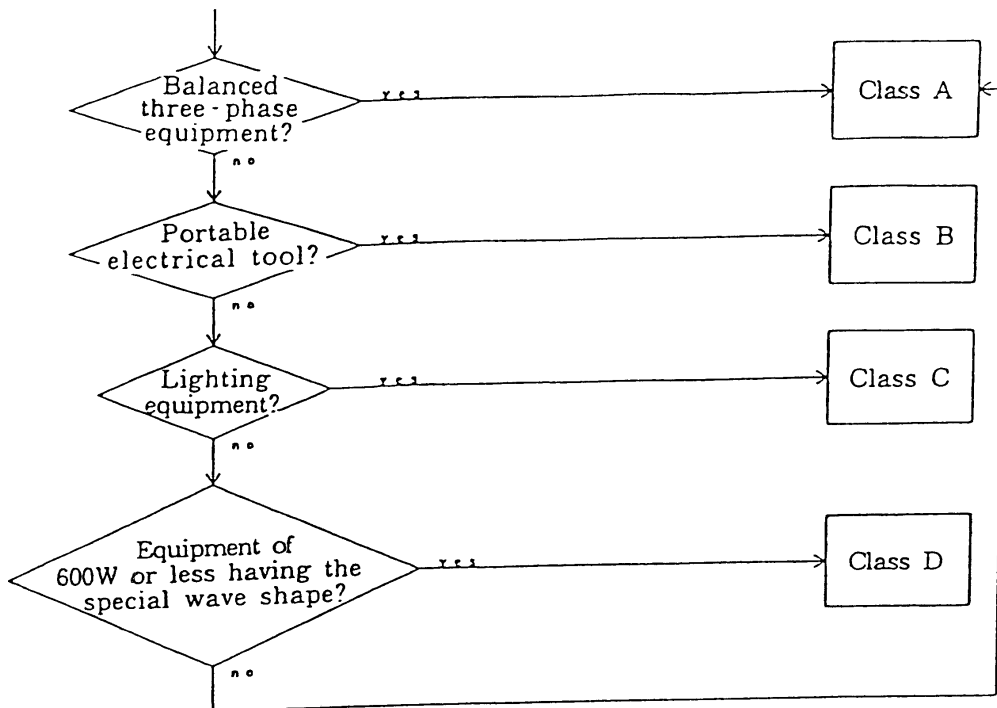 Balanced
three-phase
equipment?
yes
Class A
no
Portable
electrical tool?
yes
Class B
no
Lighting
equipment?
yes
Class C
no
Equipment of
600W or less having the
special wave shape?
yes
Class D
no